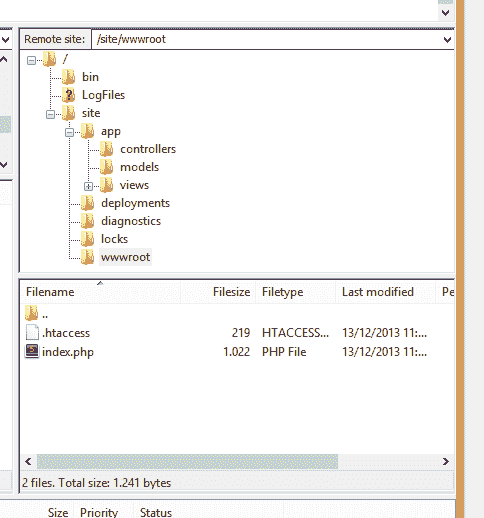 Remote site: /site/wwwroot
/
bin
LogFiles
site
app
controllers
models
views
deployments
diagnostics
locks
wwwroot
Filename Filesize Filetype Last modified Pe
..
.htaccess 219 HTACCESS... 13/12/2013 11:...
index.php 1.022 PHP File 13/12/2013 11:...
2 files. Total size: 1.241 bytes
Size Priority Status